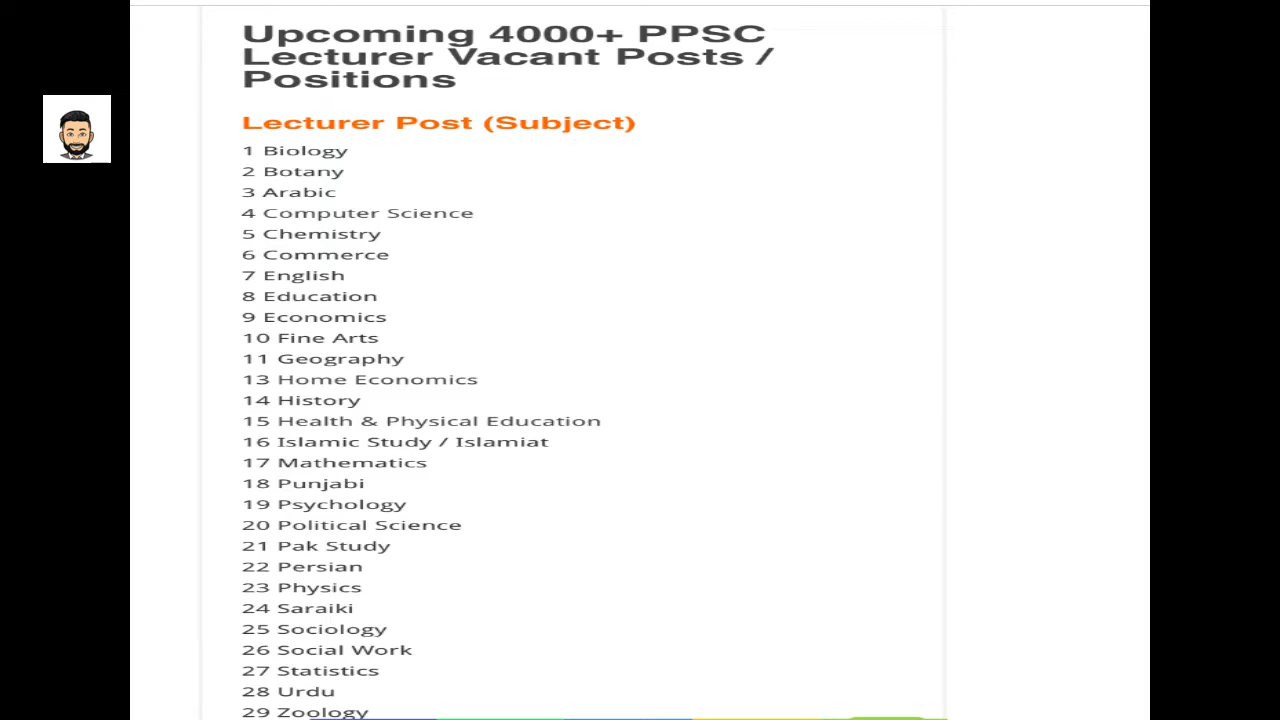 Upcoming 4000+ PPSC
Lecturer Vacant Posts /
Positions
Lecturer Post (Subject)
1 Biology
2 Botany
3 Arabic
4 Computer Science
5 Chemistry
6 Commerce
7 English
8 Education
9 Economics
10 Fine Arts
11 Geography
13 Home Economics
14 History
15 Health & Physical Education
16 Islamic Study / Islamiat
17 Mathematics
18 Punjabi
19 Psychology
20 Political Science
21 Pak Study
22 Persian
23 Physics
24 Saraiki
25 Sociology
26 Social Work
27 Statistics
28 Urdu
29 Zoology